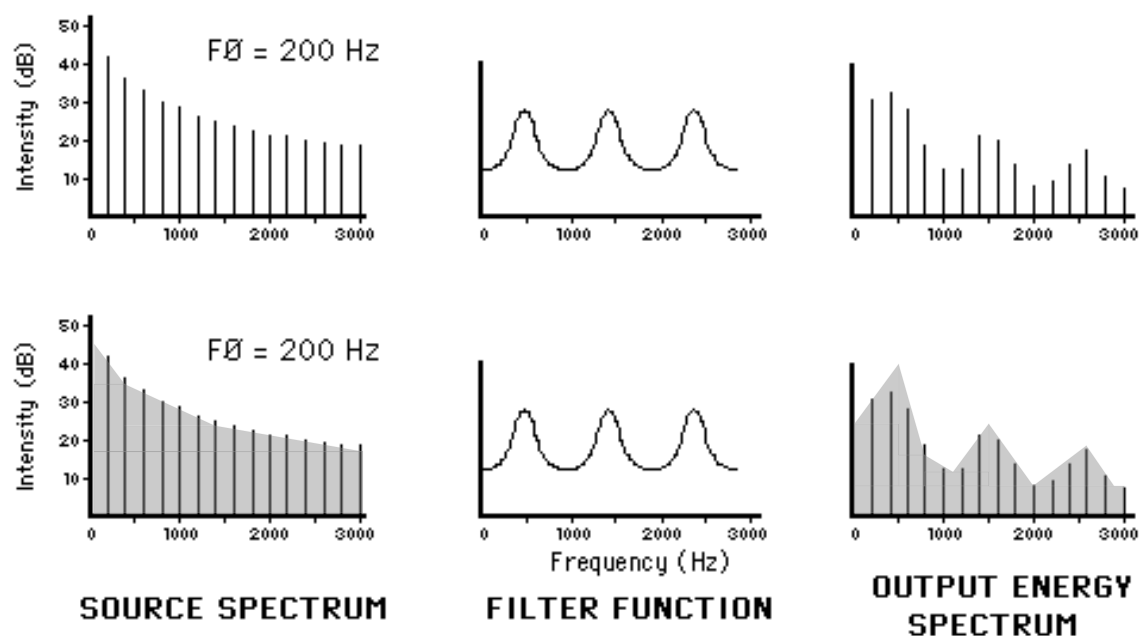 50
40
30
20
10
Intensity (dB)
FØ = 200 Hz
0 1000 2000 3000
0 1000 2000 3000
0 1000 2000 3000
50
40
30
20
10
Intensity (dB)
FØ = 200 Hz
0 1000 2000 3000
0 1000 2000 3000
0 1000 2000 3000
Frequency (Hz)
SOURCE SPECTRUM
FILTER FUNCTION
OUTPUT ENERGY
SPECTRUM